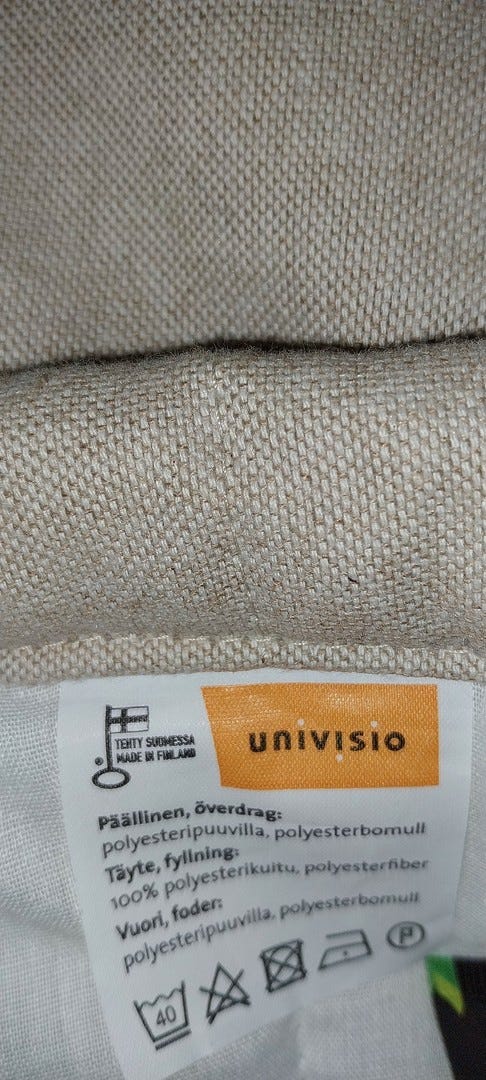 TEHTY SUOMESSA
MADE IN FINLAND
univisio
Päällinen, överdrag:
polyesteripuuvilla, polyesterbomull
Täyte, fyllning:
100% polyesterikuitu, polyesterfiber
Vuori, foder:
polyesteripuuvilla, polyesterbomull
40 P